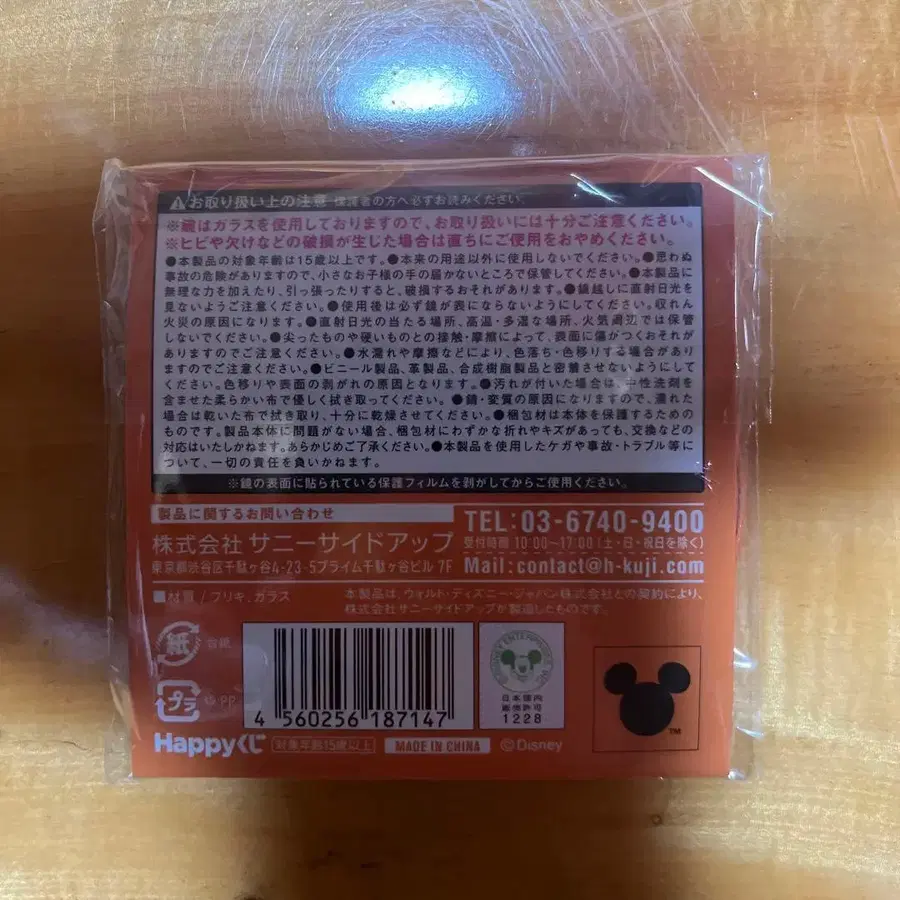 お取り扱い上の注意 保護者の方へ必ずお読みください。
※鏡はガラスを使用しておりますので、お取り扱いには十分ご注意ください。
※ヒビや欠けなどの破損が生じた場合は直ちにご使用をおやめください。
●本製品の対象年齢は15歳以上です。●本来の用途以外に使用しないでください。●思わぬ
事故の危険がありますので、小さなお子様の手の届かないところで保管してください。●本製品に
無理な力を加えたり、引っ張ったりすると、破損するおそれがあります。●鏡越しに直射日光を
見ないようご注意ください。●使用後は必ず鏡が表にならないようにしてください。収れん
火災の原因になります。●直射日光の当たる場所、高温・多湿な場所、火気周辺では保管
しないでください。●尖ったものや硬いものとの接触・摩擦によって、表面に傷がつくおそれ
がありますのでご注意ください。●水濡れや摩擦などにより、色落ち・色移りする場合があり
ますのでご注意ください。●ビニール製品、革製品、合成樹脂製品と密着させないようにしてく
ださい。色移りや表面の剥がれの原因となります。●汚れが付いた場合は、中性洗剤
を含ませた柔らかい布で優しく拭き取ってください。●錆・変質の原因になりますので、濡れた
場合は乾いた布で拭き取り、十分に乾燥させてください。●梱包材は本体を保護するための
ものです。製品本体に問題がない場合、梱包材にわずかな折れやキズがあっても、交換などの
対応はいたしかねます。あらかじめご了承ください。●本製品を使用したケガや事故・トラブル等に
ついて、一切の責任を負いかねます。
※鏡の表面に貼られている保護フィルムを剥がしてからご使用ください。
製品に関するお問い合わせ
株式会社 サニーサイドアップ
東京都渋谷区千駄ヶ谷4-23-5プライム千駄ヶ谷ビル 7F
TEL:03-6740-9400
受付時間 10:00〜17:00(土・日・祝日を除く)
Mail:contact@h-kuji.com
■材質/ブリキ、ガラス
本製品は、ウォルト・ディズニー・ジャパン株式会社との契約により、
株式会社サニーサイドアップが製造したものです。
紙 台紙
プラ PP
4 560256 187147
日本国内
販売許可
1228
TM
Happyくじ
対象年齢15歳以上
MADE IN CHINA
©Disney